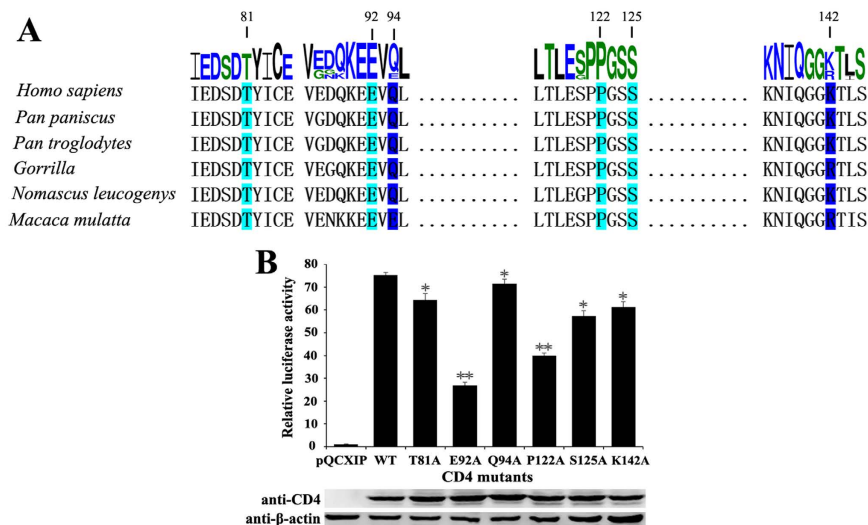 A
81 92 94 122 125 142
IEDSDTYICE VEDQKEEVQL LTLESPPGSS KNIQGGKTLS
Homo sapiens IEDSDTYICE VEDQKEEVQL .......... LTLESPPGSS .......... KNIQGGKTLS
Pan paniscus IEDSDTYICE VGDQKEEVQL .......... LTLESPPGSS .......... KNIQGGKTLS
Pan troglodytes IEDSDTYICE VGDQKEEVQL .......... LTLESPPGSS .......... KNIQGGKTLS
Gorrilla IEDSDTYICE VEGQKEEVQL .......... LTLESPPGSS .......... KNIQGGRTLS
Nomascus leucogenys IEDSDTYICE VEDQKEEVQL .......... LTLEGPPGSS .......... KNIQGGKTLS
Macaca mulatta IEDSDTYICE VENKKEEVEL .......... LTLESPPGSS .......... KNIQGGRTIS
B
Relative luciferase activity
80
70
60
50
40
30
20
10
0
* ** * ** * *
pQCXIP WT T81A E92A Q94A P122A S125A K142A
CD4 mutants
anti-CD4
anti-β-actin